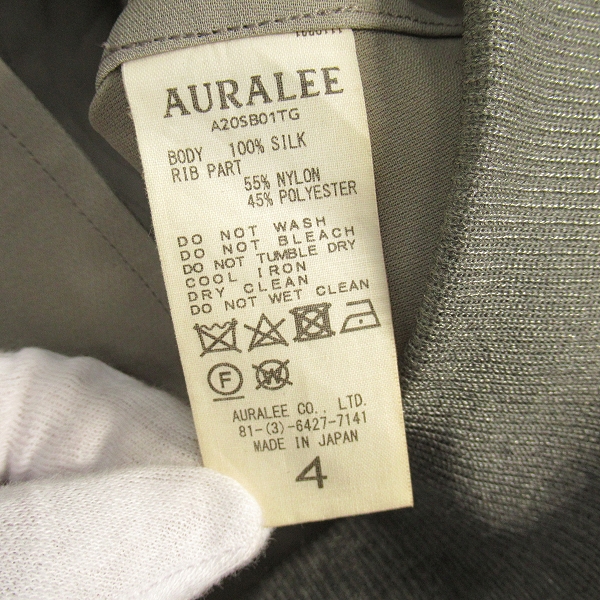 AURALEE
A20SB01TG
BODY 100% SILK
RIB PART
55% NYLON
45% POLYESTER
DO NOT WASH
DO NOT BLEACH
DO NOT TUMBLE DRY
COOL IRON
DRY CLEAN
DO NOT WET CLEAN
F W
AURALEE CO., LTD.
81-(3)-6427-7141
MADE IN JAPAN
4